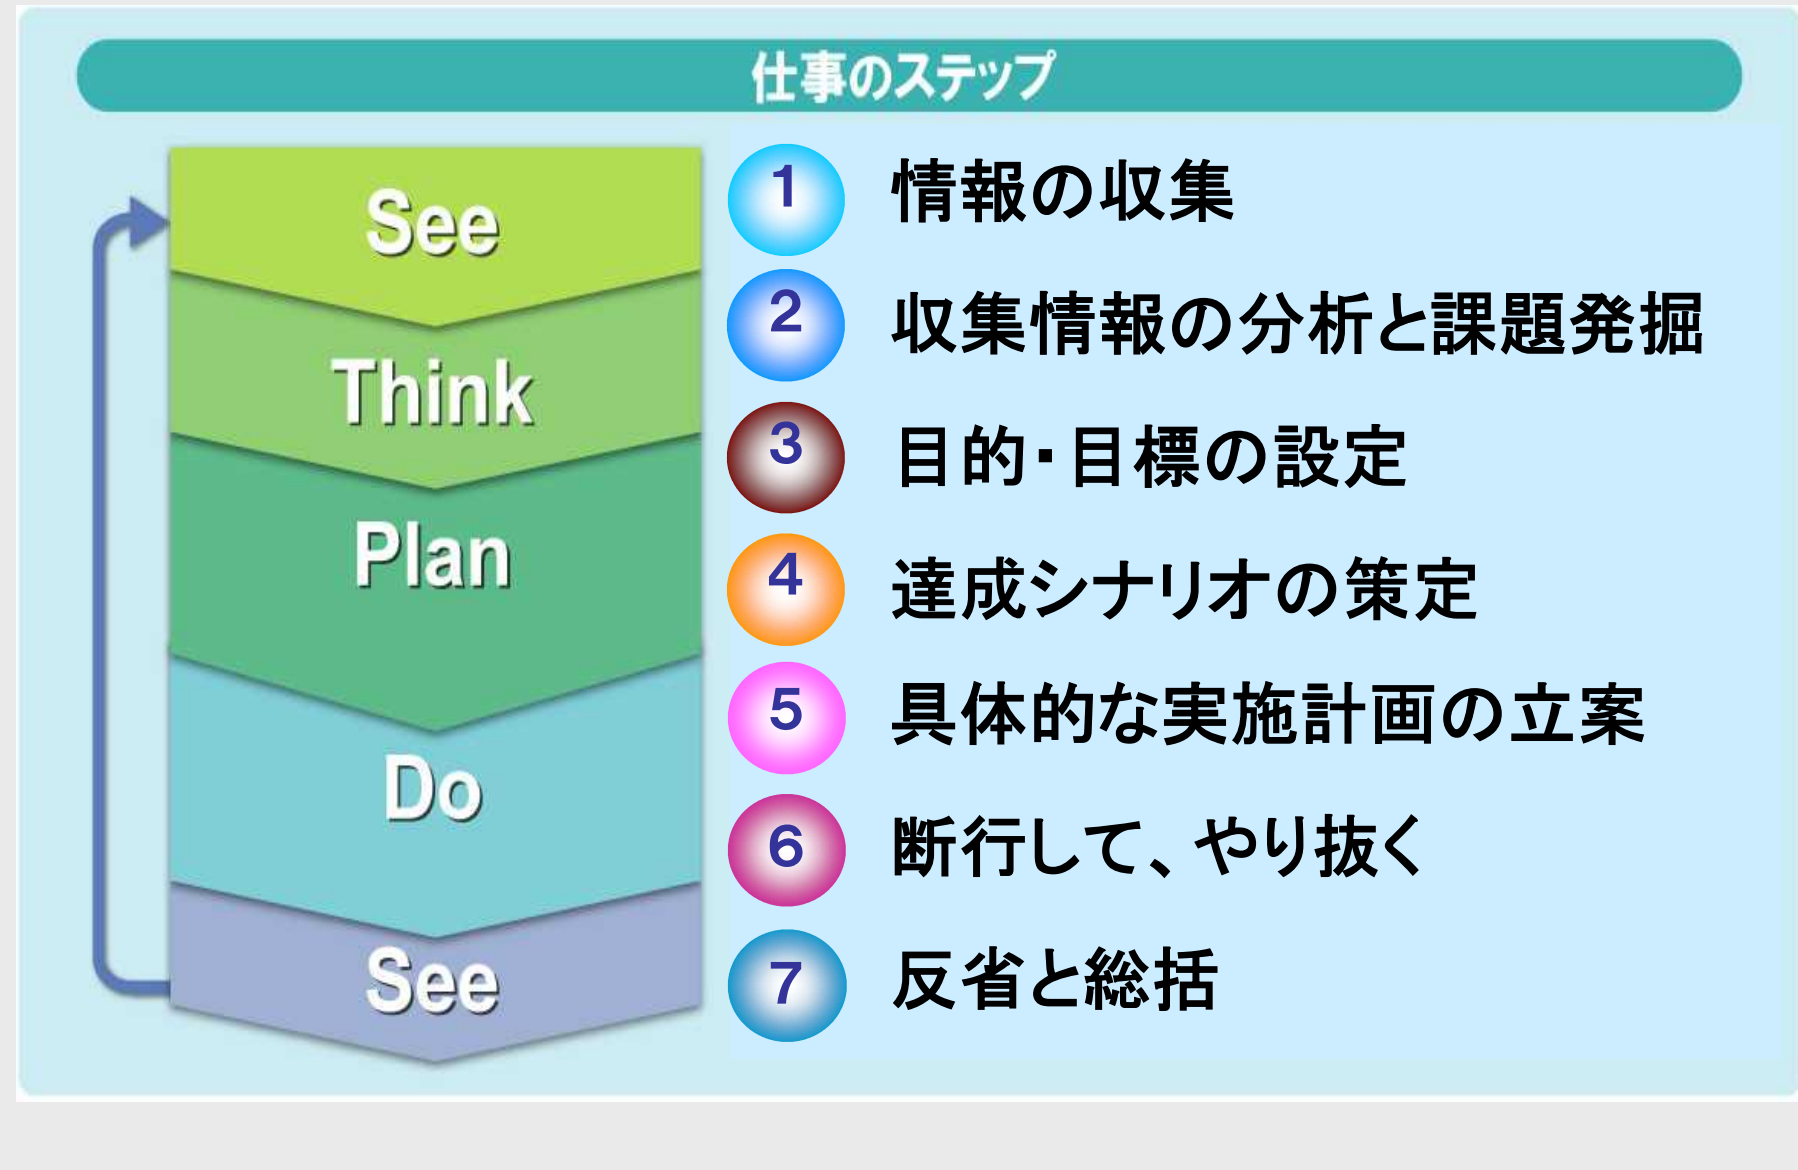 仕事のステップ
See
Think
Plan
Do
See
1 情報の収集
2 収集情報の分析と課題発掘
3 目的・目標の設定
4 達成シナリオの策定
5 具体的な実施計画の立案
6 断行して、やり抜く
7 反省と総括